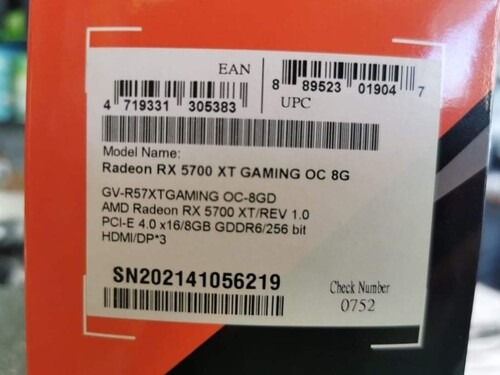 EAN
4 719331 305383
8 89523 01904 7
UPC
Model Name:
Radeon RX 5700 XT GAMING OC 8G
GV-R57XTGAMING OC-8GD
AMD Radeon RX 5700 XT/REV 1.0
PCI-E 4.0 x16/8GB GDDR6/256 bit
HDMI/DP*3
SN202141056219
Check Number
0752